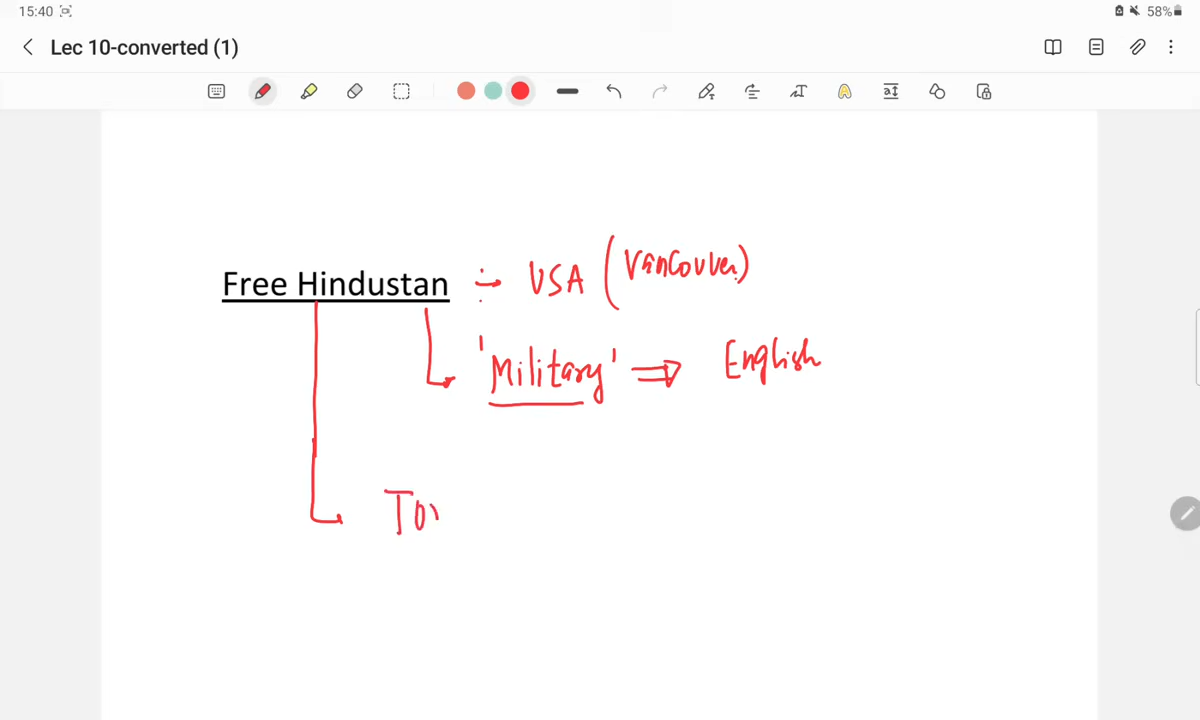 15:40 58%
Lec 10-converted (1)
Free Hindustan :- USA (Vancouver)
'Military' ⇒ English